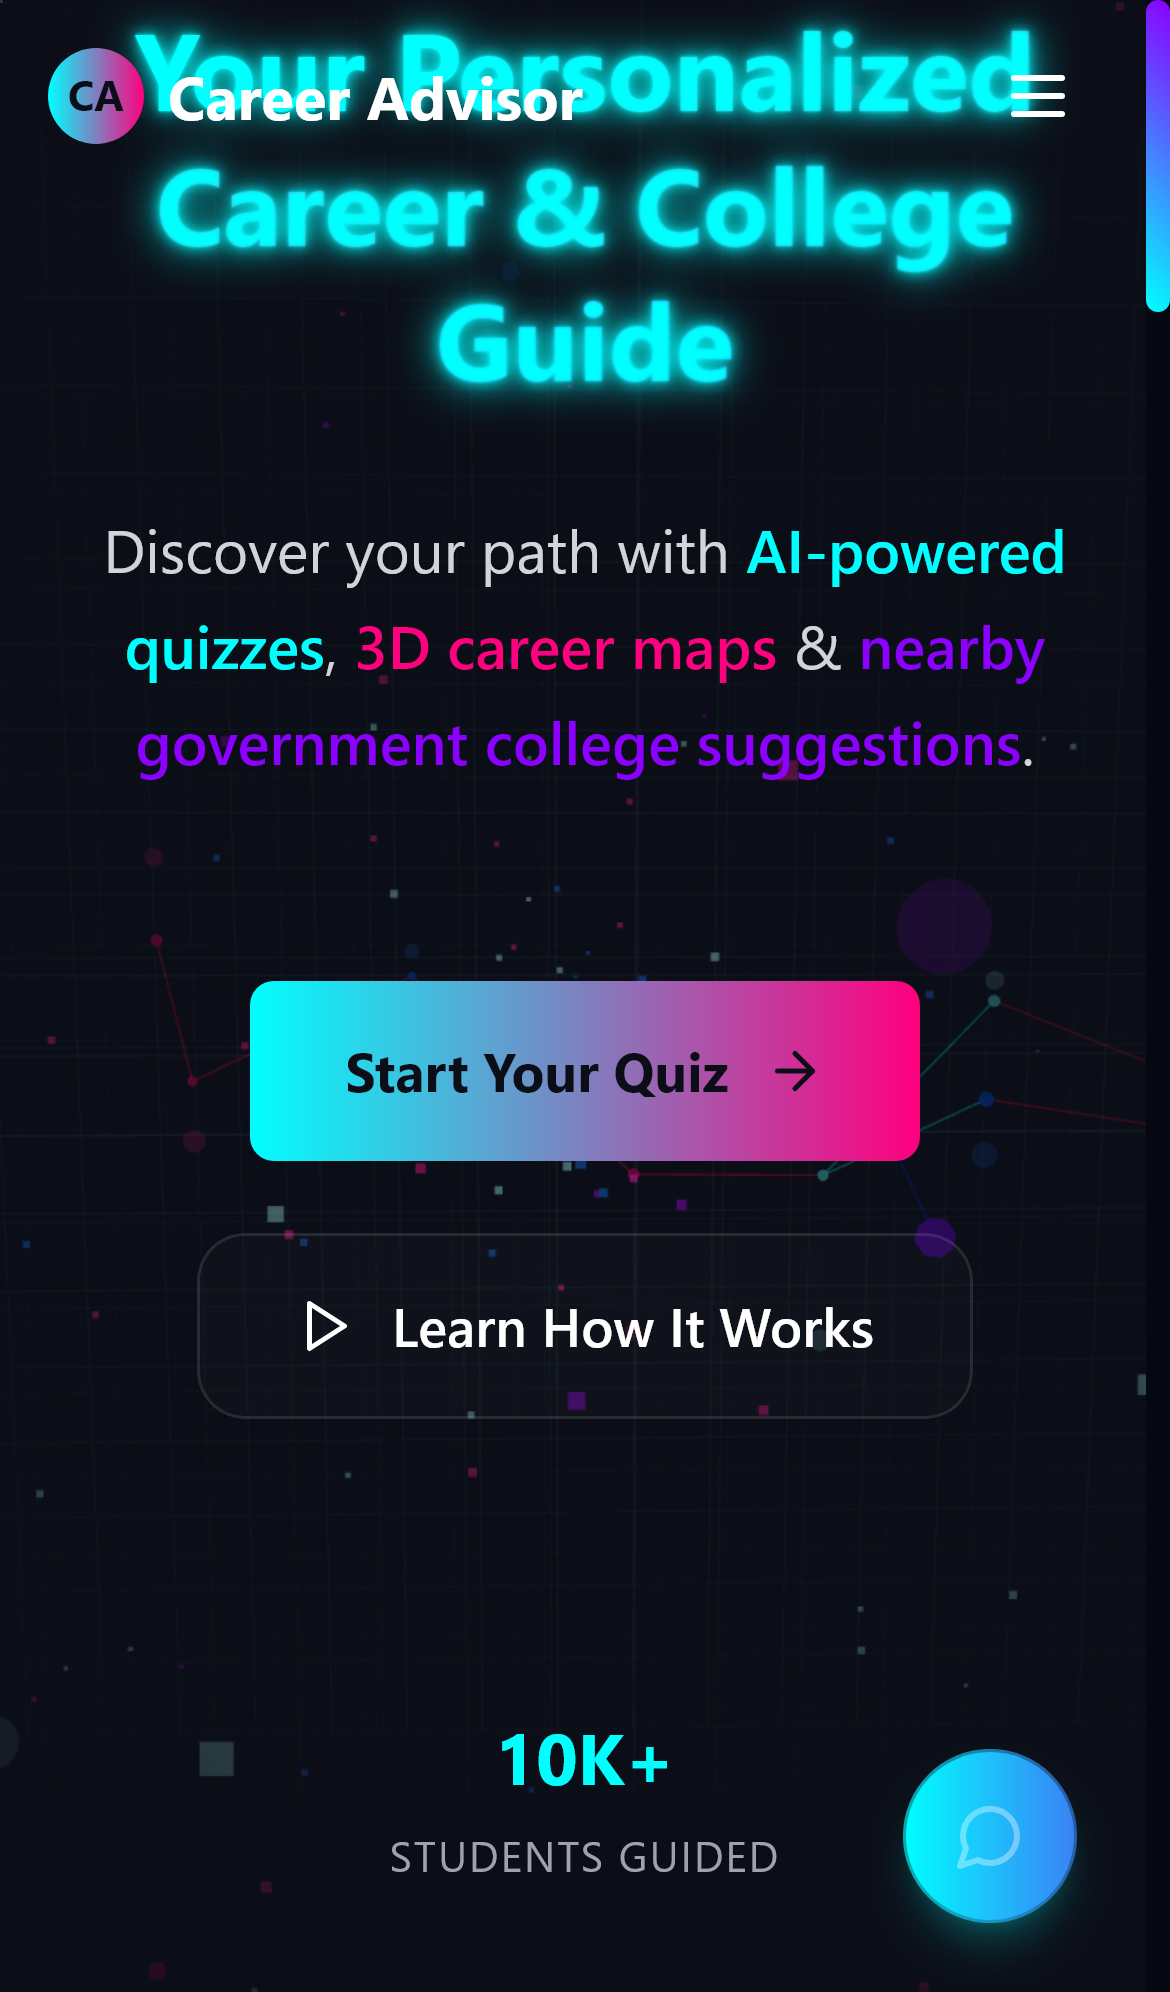 CA
Career Advisor
Your Personalized
Career & College
Guide
Discover your path with AI-powered
quizzes, 3D career maps & nearby
government college suggestions.
Start Your Quiz
Learn How It Works
10K+
STUDENTS GUIDED